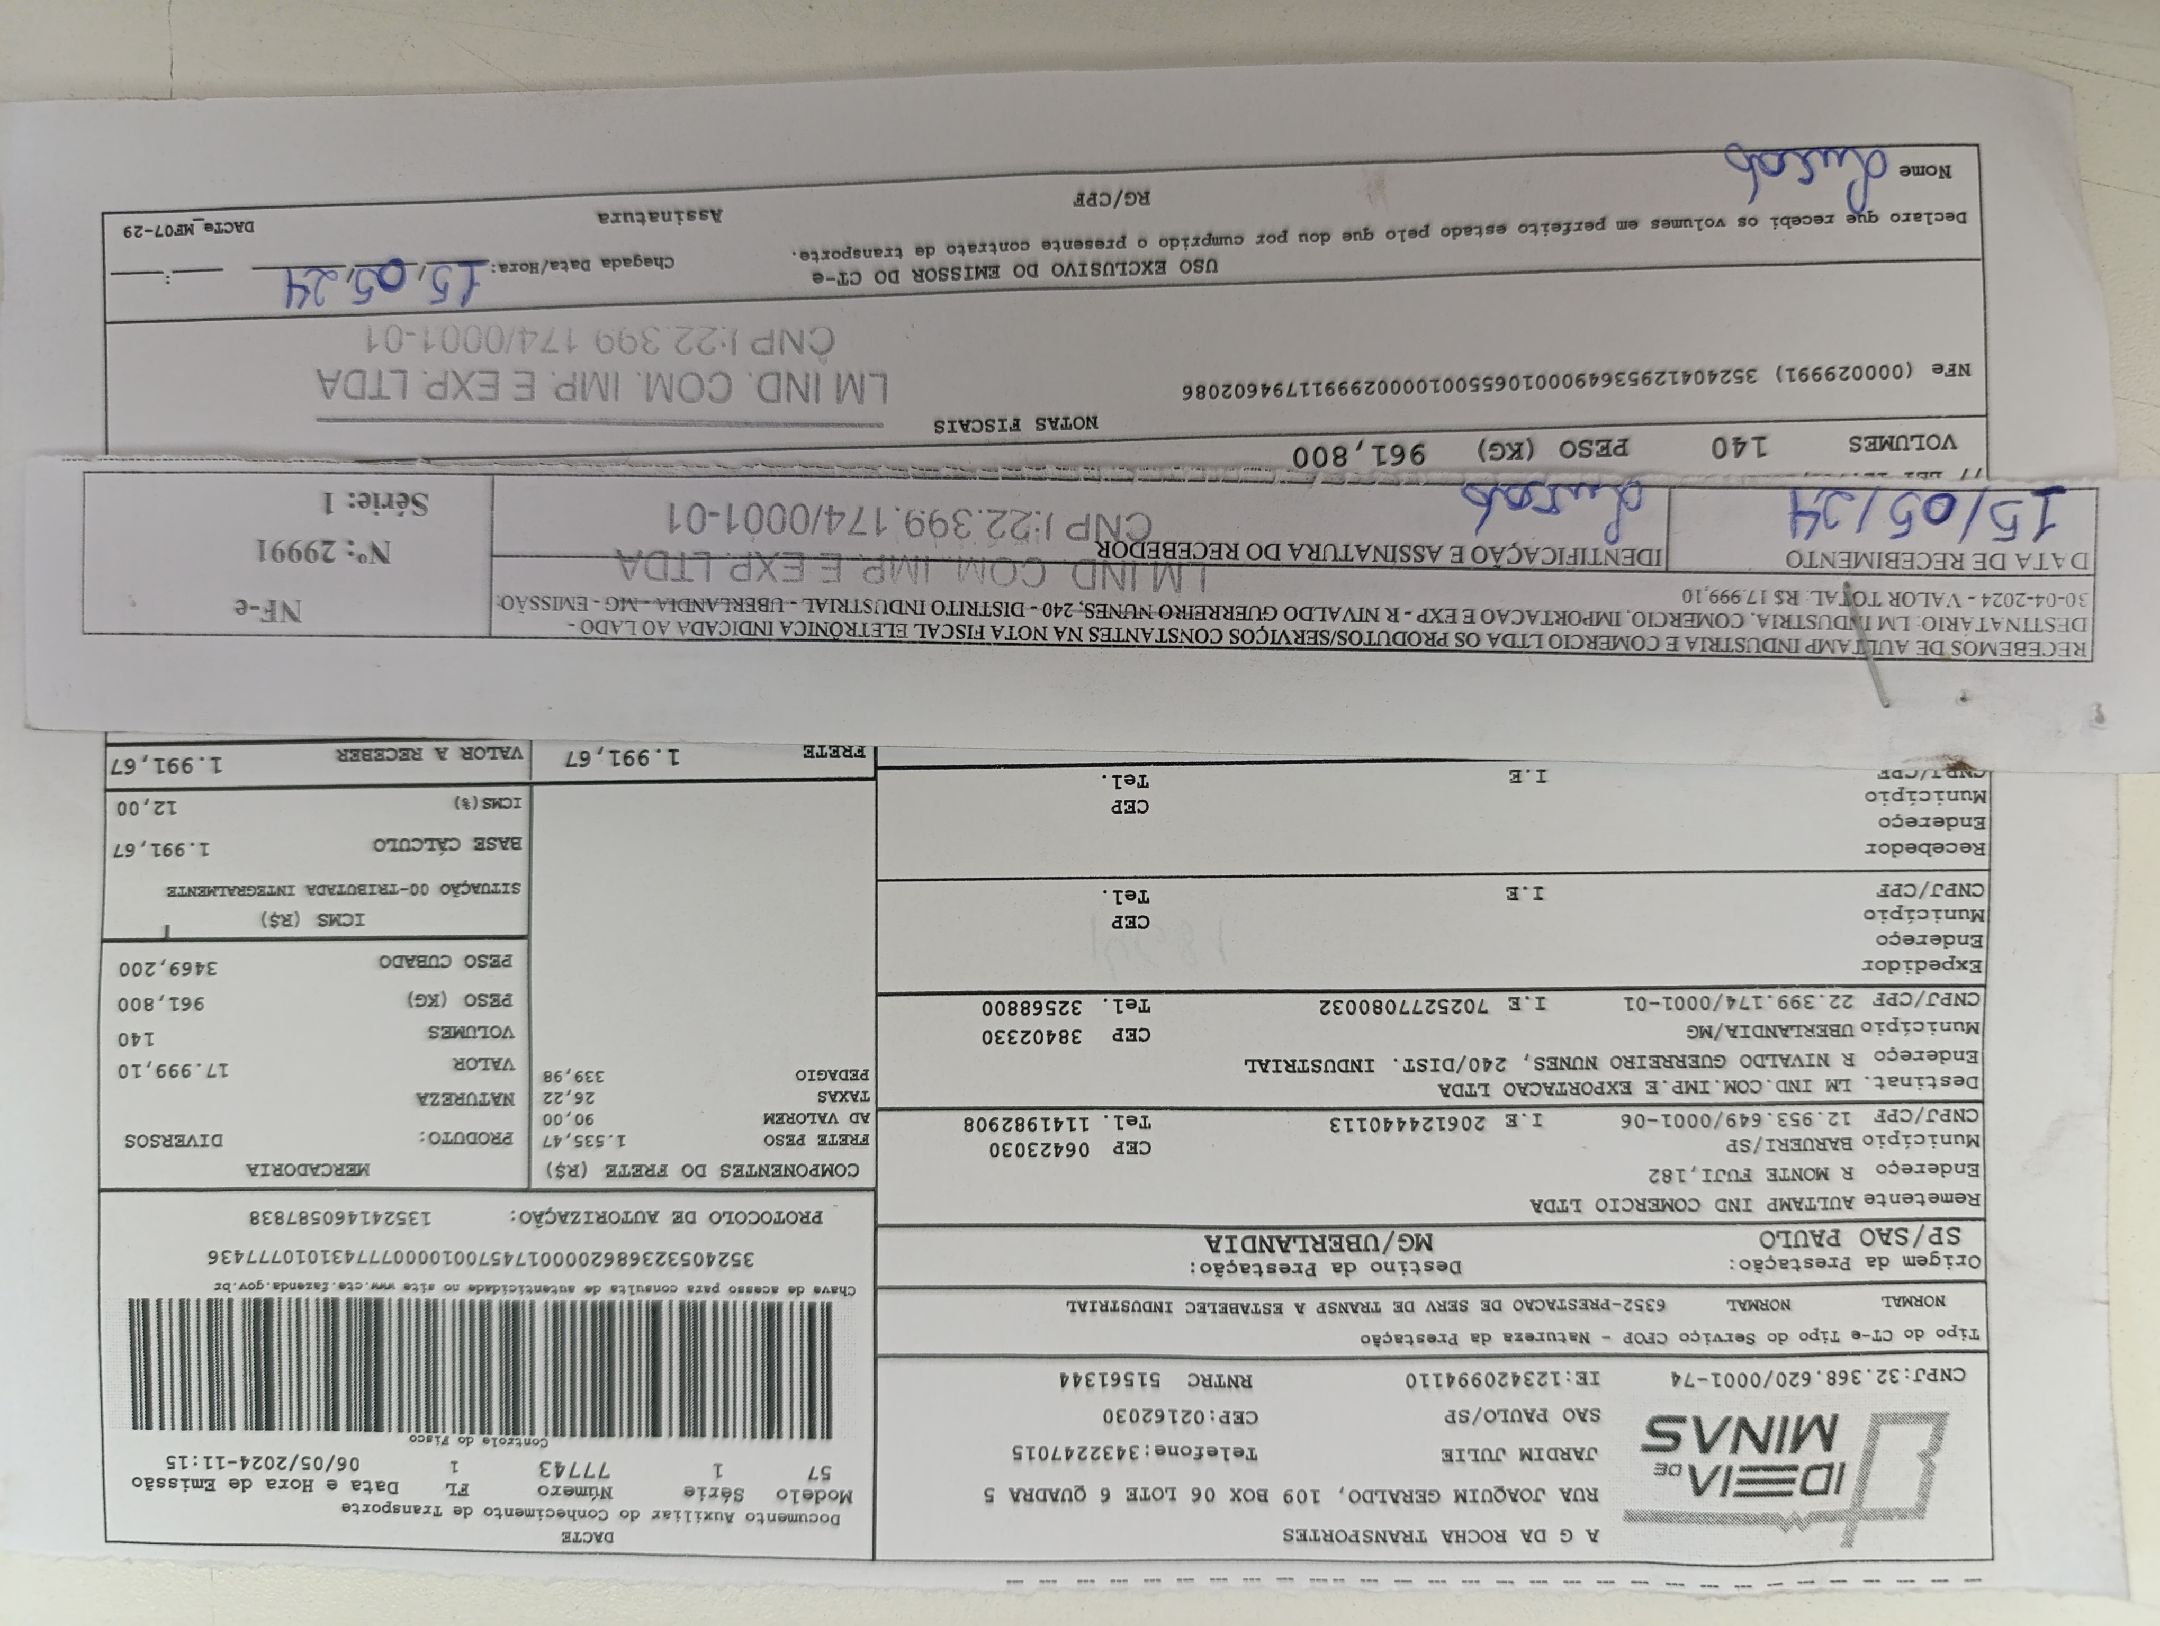 A G DA ROCHA TRANSPORTES
IDEIA DE MINAS
RUA JOAQUIM GERALDO, 109 BOX 06 LOTE 6 QUADRA 5
JARDIM JULIE Telefone:3432247015
SAO PAULO/SP CEP:02162030
CNPJ:32.368.620/0001-74 IE:123420994110 RNTRC 51561344
DACTE
Documento Auxiliar do Conhecimento de Transporte
Modelo Série Número FL Data e Hora de Emissão
57 1 77743 1 06/05/2024-11:15
Controle do Fisco
Chave de acesso para consulta de autenticidade no site www.cte.fazenda.gov.br
35240532368620000174570010000777431010777436
PROTOCOLO DE AUTORIZAÇÃO: 135241460587838
Tipo do CT-e Tipo do Serviço CFOP - Natureza da Prestação
NORMAL NORMAL 6352-PRESTACAO DE SERV DE TRANSP A ESTABELEC INDUSTRIAL
Origem da Prestação: Destino da Prestação:
SP/SAO PAULO MG/UBERLANDIA
Remetente AULTAMP IND COMERCIO LTDA
Endereço R MONTE FUJI,182
Município BARUERI/SP CEP 06423030
CNPJ/CPF 12.953.649/0001-06 I.E 206124440113 Tel. 1141982908
Destinat. LM IND.COM.IMP.E EXPORTACAO LTDA
Endereço R NIVALDO GUERREIRO NUNES, 240/DIST. INDUSTRIAL
Município UBERLANDIA/MG CEP 38402330
CNPJ/CPF 22.399.174/0001-01 I.E 7025277080032 Tel. 32568800
Expedidor
Endereço
Município CEP
CNPJ/CPF I.E Tel.
Recebedor
Endereço
Município CEP
CNPJ/CPF I.E Tel.
COMPONENTES DO FRETE (R$)
FRETE PESO 1.535,47
AD VALOREM 90,00
TAXAS 26,22
PEDAGIO 339,98
FRETE 1.991,67
MERCADORIA
PRODUTO: DIVERSOS
NATUREZA
VALOR 17.999,10
VOLUMES 140
PESO (KG) 961,800
PESO CUBADO 3469,200
ICMS (R$)
SITUAÇÃO 00-TRIBUTADA INTEGRALMENTE
BASE CÁLCULO 1.991,67
ICMS(%) 12,00
VALOR A RECEBER 1.991,67
RECEBEMOS DE AULTAMP INDUSTRIA E COMERCIO LTDA OS PRODUTOS/SERVIÇOS CONSTANTES NA NOTA FISCAL ELETRÔNICA INDICADA AO LADO -
DESTINATÁRIO: LM INDUSTRIA, COMERCIO, IMPORTACAO E EXP - R NIVALDO GUERREIRO NUNES, 240 - DISTRITO INDUSTRIAL - UBERLANDIA - MG - EMISSÃO:
30-04-2024 - VALOR TOTAL: R$ 17.999,10
NF-e
Nº: 29991
Série: 1
DATA DE RECEBIMENTO IDENTIFICAÇÃO E ASSINATURA DO RECEBEDOR
15/05/24
LM IND. COM. IMP. E EXP. LTDA
CNPJ:22.399.174/0001-01
VOLUMES 140 PESO (KG) 961,800
NOTAS FISCAIS
NFe (000029991) 35240412953649000106550010000299911794602086
LM IND. COM. IMP. E EXP. LTDA
CNPJ:22.399.174/0001-01
USO EXCLUSIVO DO EMISSOR DO CT-e
Declaro que recebi os volumes em perfeito estado pelo que dou por cumprido o presente contrato de transporte.
Chegada Data/Hora: 15,05,24
Nome RG/CPF Assinatura
DACTe_MF07-29